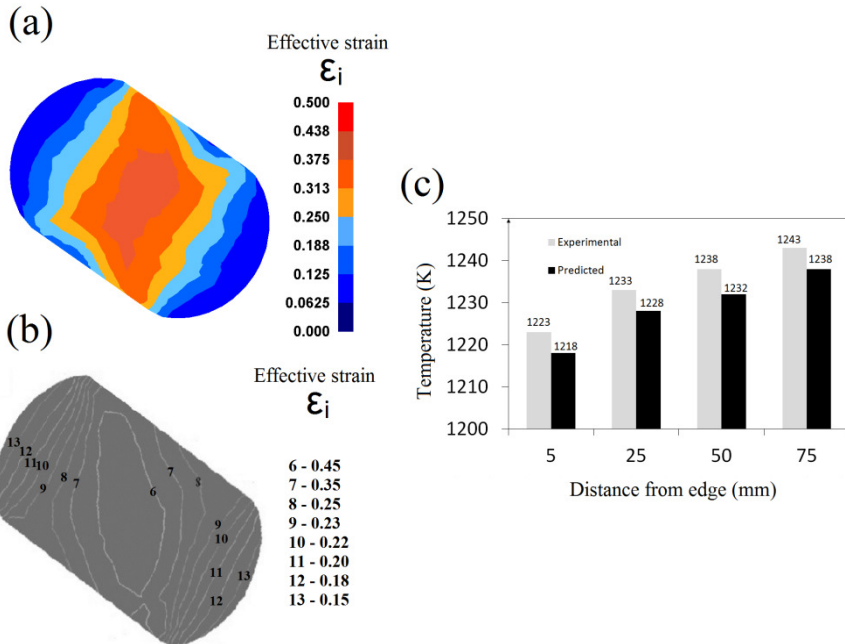 (a)
Effective strain
εi
0.500
0.438
0.375
0.313
0.250
0.188
0.125
0.0625
0.000
(b)
Effective strain
εi
13
12
11
10
9
8
7
6
7
8
9
10
11
13
12
6 - 0.45
7 - 0.35
8 - 0.25
9 - 0.23
10 - 0.22
11 - 0.20
12 - 0.18
13 - 0.15
(c)
Temperature (K)
1250
1240
1230
1220
1210
1200
Experimental
Predicted
1223
1218
1233
1228
1238
1232
1243
1238
5 25 50 75
Distance from edge (mm)